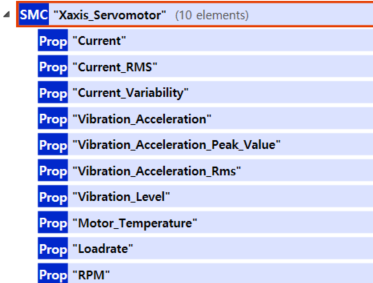 SMC "Xaxis_Servomotor" (10 elements)
Prop "Current"
Prop "Current_RMS"
Prop "Current_Variability"
Prop "Vibration_Acceleration"
Prop "Vibration_Acceleration_Peak_Value"
Prop "Vibration_Acceleration_Rms"
Prop "Vibration_Level"
Prop "Motor_Temperature"
Prop "Loadrate"
Prop "RPM"